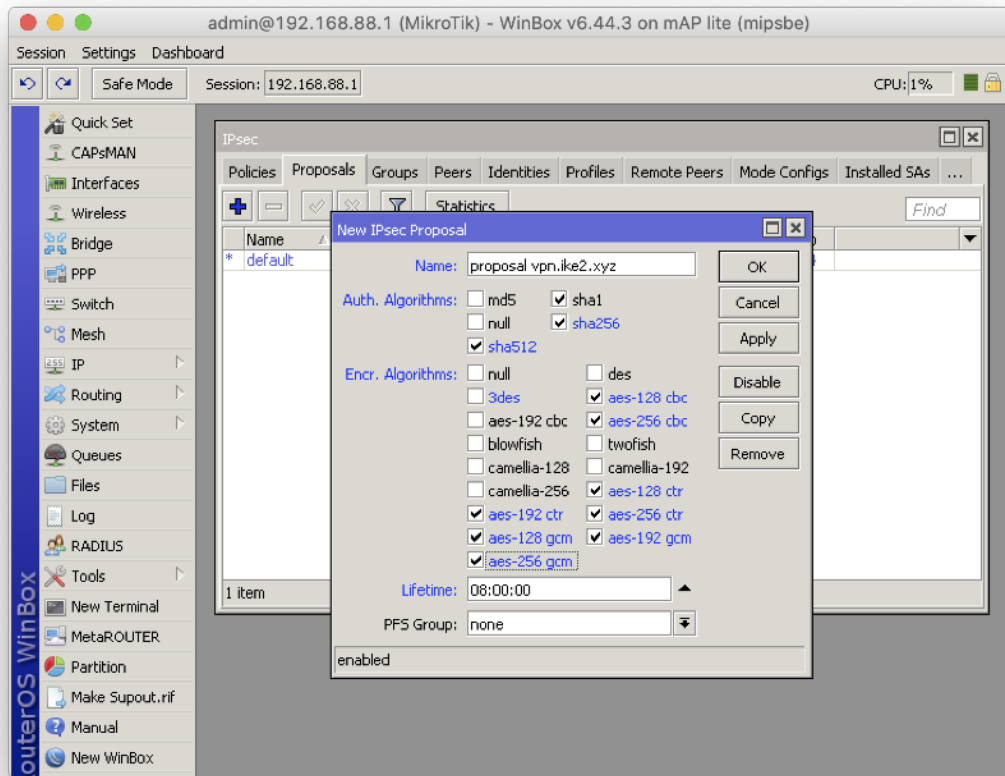 admin@192.168.88.1 (MikroTik) - WinBox v6.44.3 on mAP lite (mipsbe)
Session Settings Dashboard
Safe Mode Session: 192.168.88.1 CPU: 1%
Quick Set
CAPsMAN
Interfaces
Wireless
Bridge
PPP
Switch
Mesh
IP
Routing
System
Queues
Files
Log
RADIUS
Tools
New Terminal
MetaROUTER
Partition
Make Supout.rif
Manual
New WinBox
outerOS WinBox
IPsec
Policies Proposals Groups Peers Identities Profiles Remote Peers Mode Configs Installed SAs ...
Statistics Find
Name
* default
1 item
New IPsec Proposal
Name: proposal vpn.ike2.xyz
Auth. Algorithms: md5 sha1
null sha256
sha512
Encr. Algorithms: null des
3des aes-128 cbc
aes-192 cbc aes-256 cbc
blowfish twofish
camellia-128 camellia-192
camellia-256 aes-128 ctr
aes-192 ctr aes-256 ctr
aes-128 gcm aes-192 gcm
aes-256 gcm
Lifetime: 08:00:00
PFS Group: none
enabled
OK
Cancel
Apply
Disable
Copy
Remove